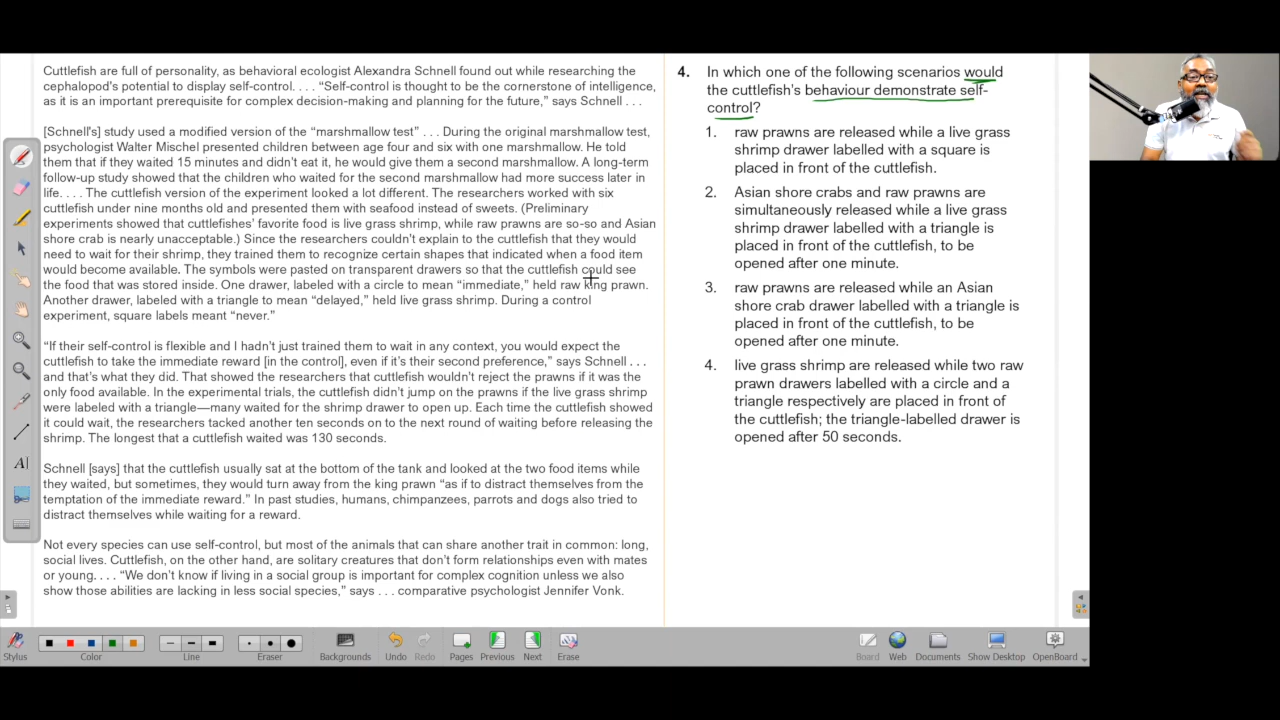 Cuttlefish are full of personality, as behavioral ecologist Alexandra Schnell found out while researching the
cephalopod's potential to display self-control. . . . “Self-control is thought to be the cornerstone of intelligence,
as it is an important prerequisite for complex decision-making and planning for the future,” says Schnell . . .
[Schnell's] study used a modified version of the “marshmallow test” . . . During the original marshmallow test,
psychologist Walter Mischel presented children between age four and six with one marshmallow. He told
them that if they waited 15 minutes and didn’t eat it, he would give them a second marshmallow. A long-term
follow-up study showed that the children who waited for the second marshmallow had more success later in
life. . . . The cuttlefish version of the experiment looked a lot different. The researchers worked with six
cuttlefish under nine months old and presented them with seafood instead of sweets. (Preliminary
experiments showed that cuttlefishes’ favorite food is live grass shrimp, while raw prawns are so-so and Asian
shore crab is nearly unacceptable.) Since the researchers couldn’t explain to the cuttlefish that they would
need to wait for their shrimp, they trained them to recognize certain shapes that indicated when a food item
would become available. The symbols were pasted on transparent drawers so that the cuttlefish could see
the food that was stored inside. One drawer, labeled with a circle to mean “immediate,” held raw king prawn.
Another drawer, labeled with a triangle to mean “delayed,” held live grass shrimp. During a control
experiment, square labels meant “never.”
“If their self-control is flexible and I hadn’t just trained them to wait in any context, you would expect the
cuttlefish to take the immediate reward [in the control], even if it’s their second preference,” says Schnell . . .
and that’s what they did. That showed the researchers that cuttlefish wouldn’t reject the prawns if it was the
only food available. In the experimental trials, the cuttlefish didn’t jump on the prawns if the live grass shrimp
were labeled with a triangle—many waited for the shrimp drawer to open up. Each time the cuttlefish showed
it could wait, the researchers tacked another ten seconds on to the next round of waiting before releasing the
shrimp. The longest that a cuttlefish waited was 130 seconds.
Schnell [says] that the cuttlefish usually sat at the bottom of the tank and looked at the two food items while
they waited, but sometimes, they would turn away from the king prawn “as if to distract themselves from the
temptation of the immediate reward.” In past studies, humans, chimpanzees, parrots and dogs also tried to
distract themselves while waiting for a reward.
Not every species can use self-control, but most of the animals that can share another trait in common: long,
social lives. Cuttlefish, on the other hand, are solitary creatures that don’t form relationships even with mates
or young. . . . “We don’t know if living in a social group is important for complex cognition unless we also
show those abilities are lacking in less social species,” says . . . comparative psychologist Jennifer Vonk.
4. In which one of the following scenarios would
the cuttlefish’s behaviour demonstrate self-
control?
1. raw prawns are released while a live grass
shrimp drawer labelled with a square is
placed in front of the cuttlefish.
2. Asian shore crabs and raw prawns are
simultaneously released while a live grass
shrimp drawer labelled with a triangle is
placed in front of the cuttlefish, to be
opened after one minute.
3. raw prawns are released while an Asian
shore crab drawer labelled with a triangle is
placed in front of the cuttlefish, to be
opened after one minute.
4. live grass shrimp are released while two raw
prawn drawers labelled with a circle and a
triangle respectively are placed in front of
the cuttlefish; the triangle-labelled drawer is
opened after 50 seconds.
Stylus Color Line Eraser Backgrounds Undo Redo Pages Previous Next Erase Board Web Documents Show Desktop OpenBoard